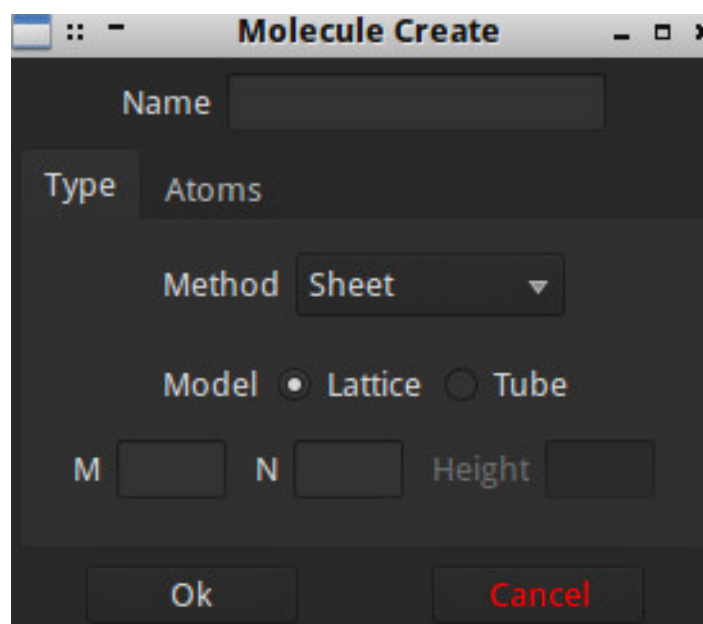 Molecule Create
Name
Type Atoms
Method Sheet
Model Lattice Tube
M N Height
Ok Cancel